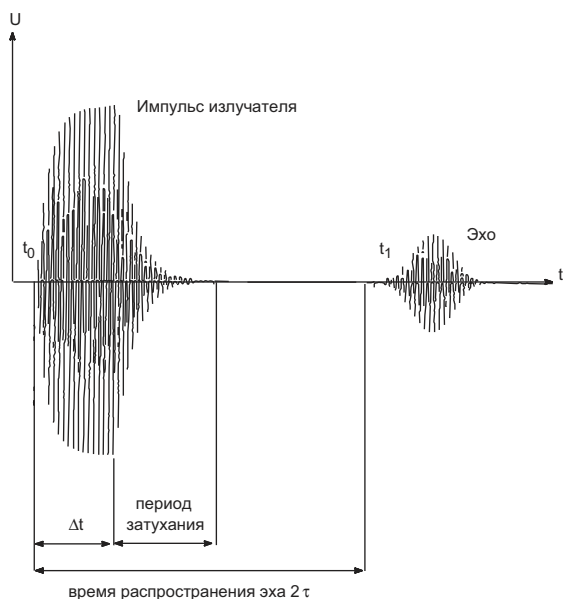 U
Импульс излучателя
t0
t1
Эхо
t
Δt
период
затухания
время распространения эха 2 τ